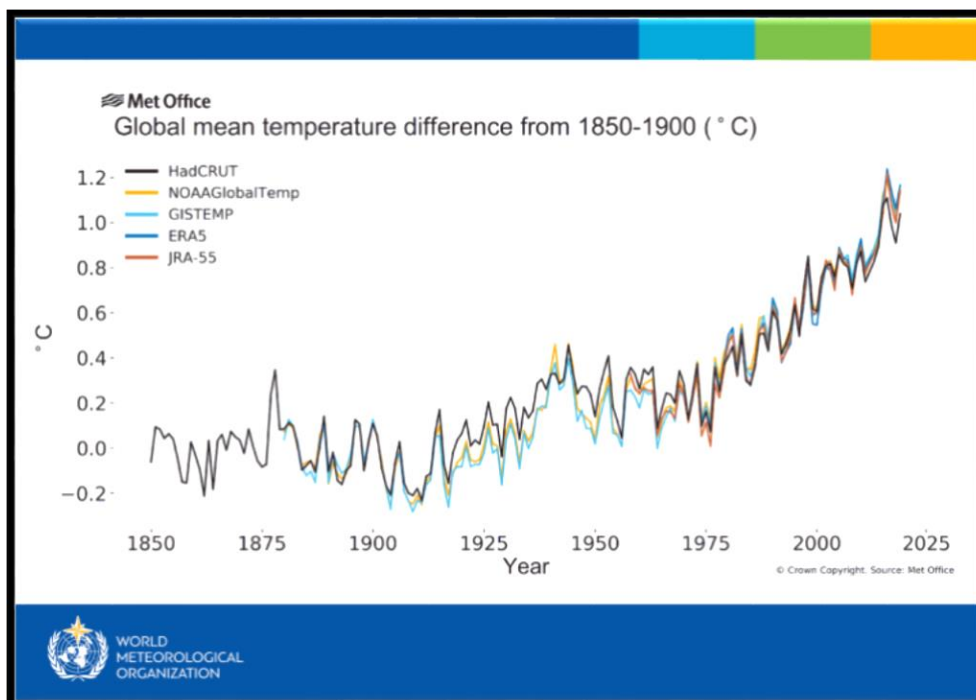 Met Office
Global mean temperature difference from 1850-1900 (°C)
HadCRUT
NOAAGlobalTemp
GISTEMP
ERA5
JRA-55
1.2
1.0
0.8
0.6
0.4
0.2
0.0
−0.2
°C
1850
1875
1900
1925
1950
1975
2000
2025
Year
© Crown Copyright. Source: Met Office
WORLD
METEOROLOGICAL
ORGANIZATION